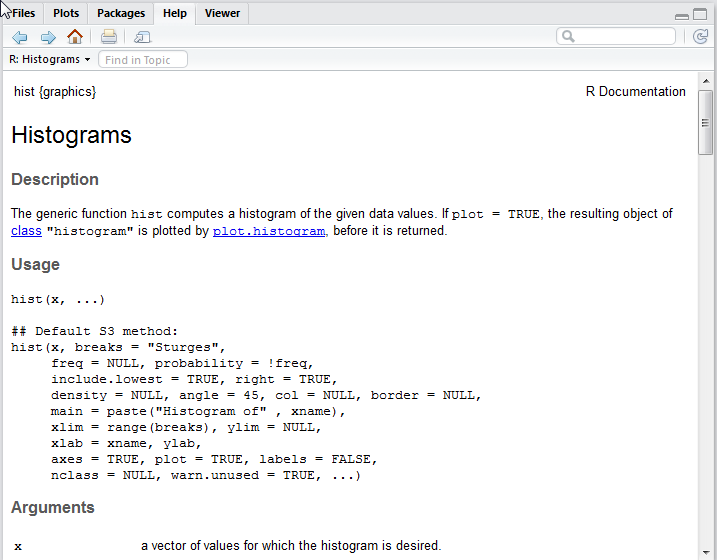 Files Plots Packages Help Viewer
R: Histograms Find in Topic
hist {graphics} R Documentation
Histograms
Description
The generic function hist computes a histogram of the given data values. If plot = TRUE, the resulting object of
class "histogram" is plotted by plot.histogram, before it is returned.
Usage
hist(x, ...)
## Default S3 method:
hist(x, breaks = "Sturges",
     freq = NULL, probability = !freq,
     include.lowest = TRUE, right = TRUE,
     density = NULL, angle = 45, col = NULL, border = NULL,
     main = paste("Histogram of" , xname),
     xlim = range(breaks), ylim = NULL,
     xlab = xname, ylab,
     axes = TRUE, plot = TRUE, labels = FALSE,
     nclass = NULL, warn.unused = TRUE, ...)
Arguments
x a vector of values for which the histogram is desired.